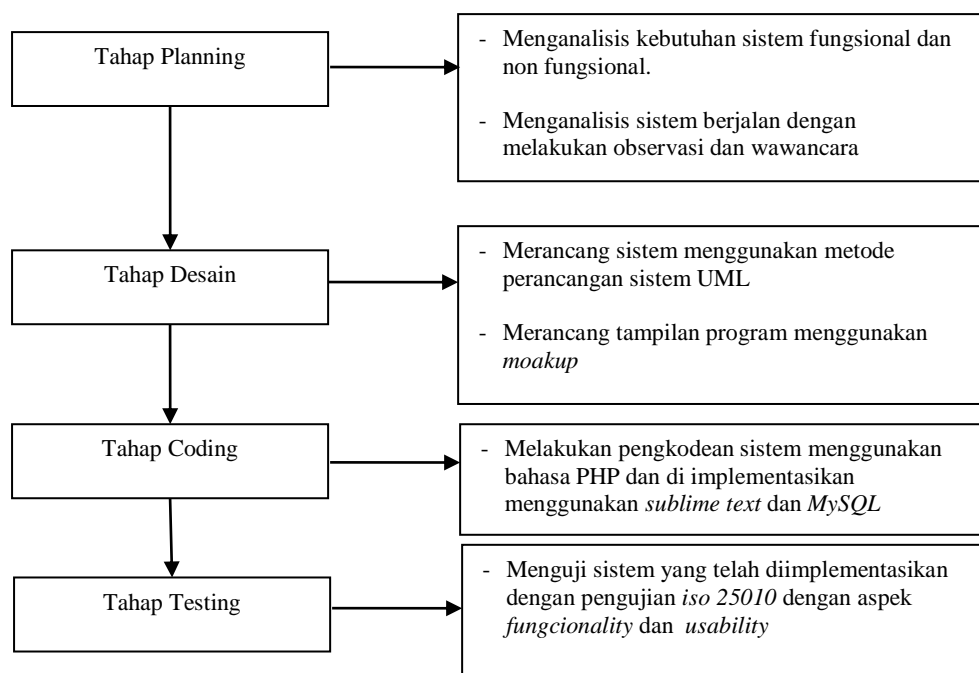 Tahap Planning
- Menganalisis kebutuhan sistem fungsional dan
non fungsional.
- Menganalisis sistem berjalan dengan
melakukan observasi dan wawancara
Tahap Desain
- Merancang sistem menggunakan metode
perancangan sistem UML
- Merancang tampilan program menggunakan
moakup
Tahap Coding
- Melakukan pengkodean sistem menggunakan
bahasa PHP dan di implementasikan
menggunakan sublime text dan MySQL
Tahap Testing
- Menguji sistem yang telah diimplementasikan
dengan pengujian iso 25010 dengan aspek
fungcionality dan usability